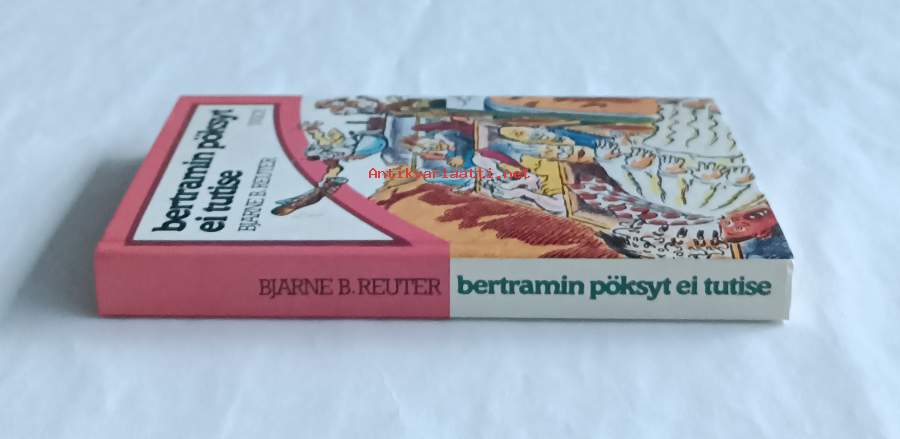 bertramin pöksyt
ei tutise
BJARNE B. REUTER
Antikvariaatti.net
BJARNE B. REUTER bertramin pöksyt ei tutise